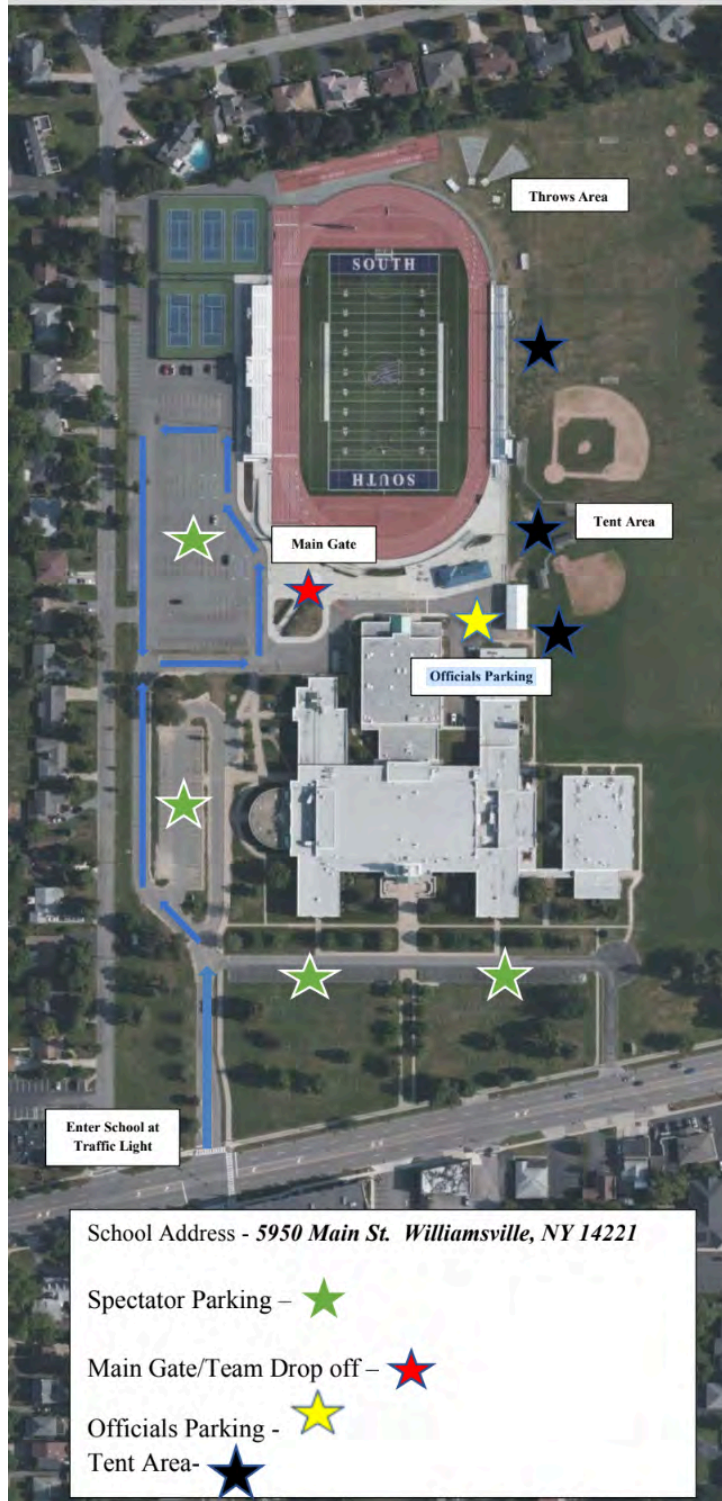 Throws Area
SOUTH
SOUTH
Main Gate
Tent Area
Officials Parking
Enter School at
Traffic Light
School Address - 5950 Main St.  Williamsville, NY 14221
Spectator Parking –
Main Gate/Team Drop off –
Officials Parking -
Tent Area-